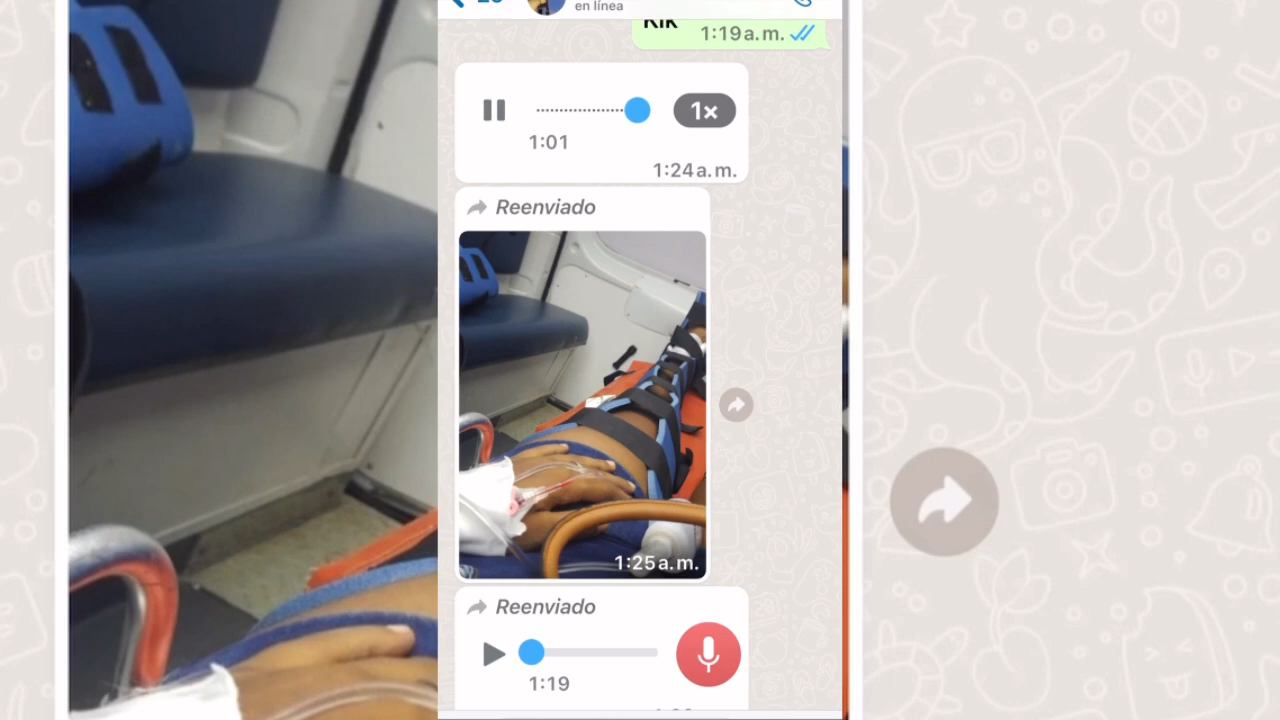 en línea
1:19 a.m.
1x
1:01
1:24 a.m.
Reenviado
1:25 a.m.
Reenviado
1:19